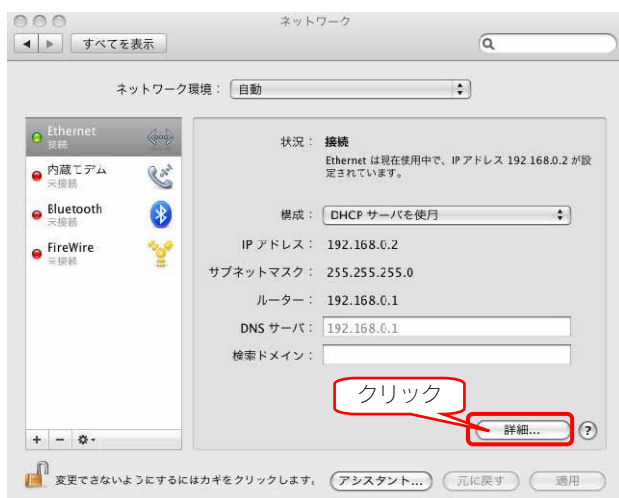 ネットワーク
すべてを表示
ネットワーク環境： 自動
Ethernet
接続
内蔵モデム
未接続
Bluetooth
未接続
FireWire
未接続
状況： 接続
Ethernet は現在使用中で、IP アドレス 192.168.0.2 が設
定されています。
構成： DHCP サーバを使用
IP アドレス： 192.168.0.2
サブネットマスク： 255.255.255.0
ルーター： 192.168.0.1
DNS サーバ： 192.168.0.1
検索ドメイン：
クリック
詳細...
?
+ −
変更できないようにするにはカギをクリックします。
アシスタント...
元に戻す
適用